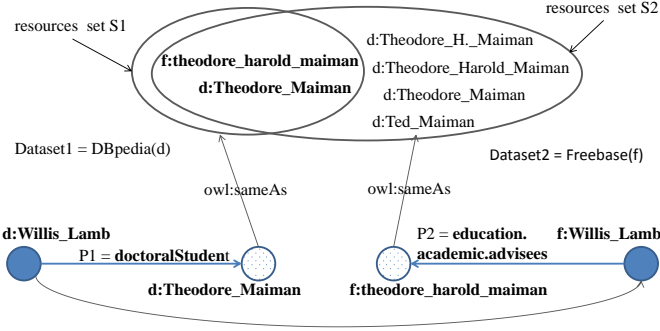 resources set S1
resources set S2
f:theodore_harold_maiman
d:Theodore_Maiman
d:Theodore_H._Maiman
d:Theodore_Harold_Maiman
d:Theodore_Maiman
d:Ted_Maiman
Dataset1 = DBpedia(d)
Dataset2 = Freebase(f)
owl:sameAs
owl:sameAs
d:Willis_Lamb
P1 = doctoralStudent
d:Theodore_Maiman
P2 = education.
academic.advisees
f:Willis_Lamb
f:theodore_harold_maiman